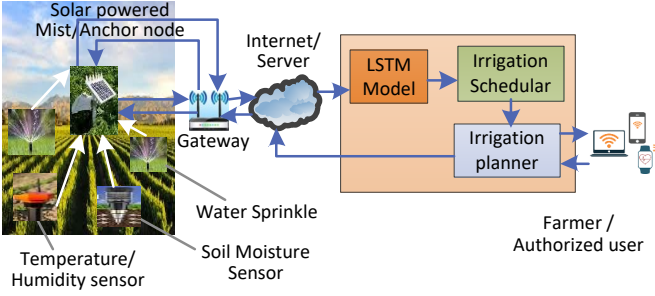 Solar powered
Mist/Anchor node
Internet/
Server
LSTM
Model
Irrigation
Schedular
Irrigation
planner
Gateway
Water Sprinkle
Soil Moisture
Sensor
Temperature/
Humidity sensor
Farmer /
Authorized user